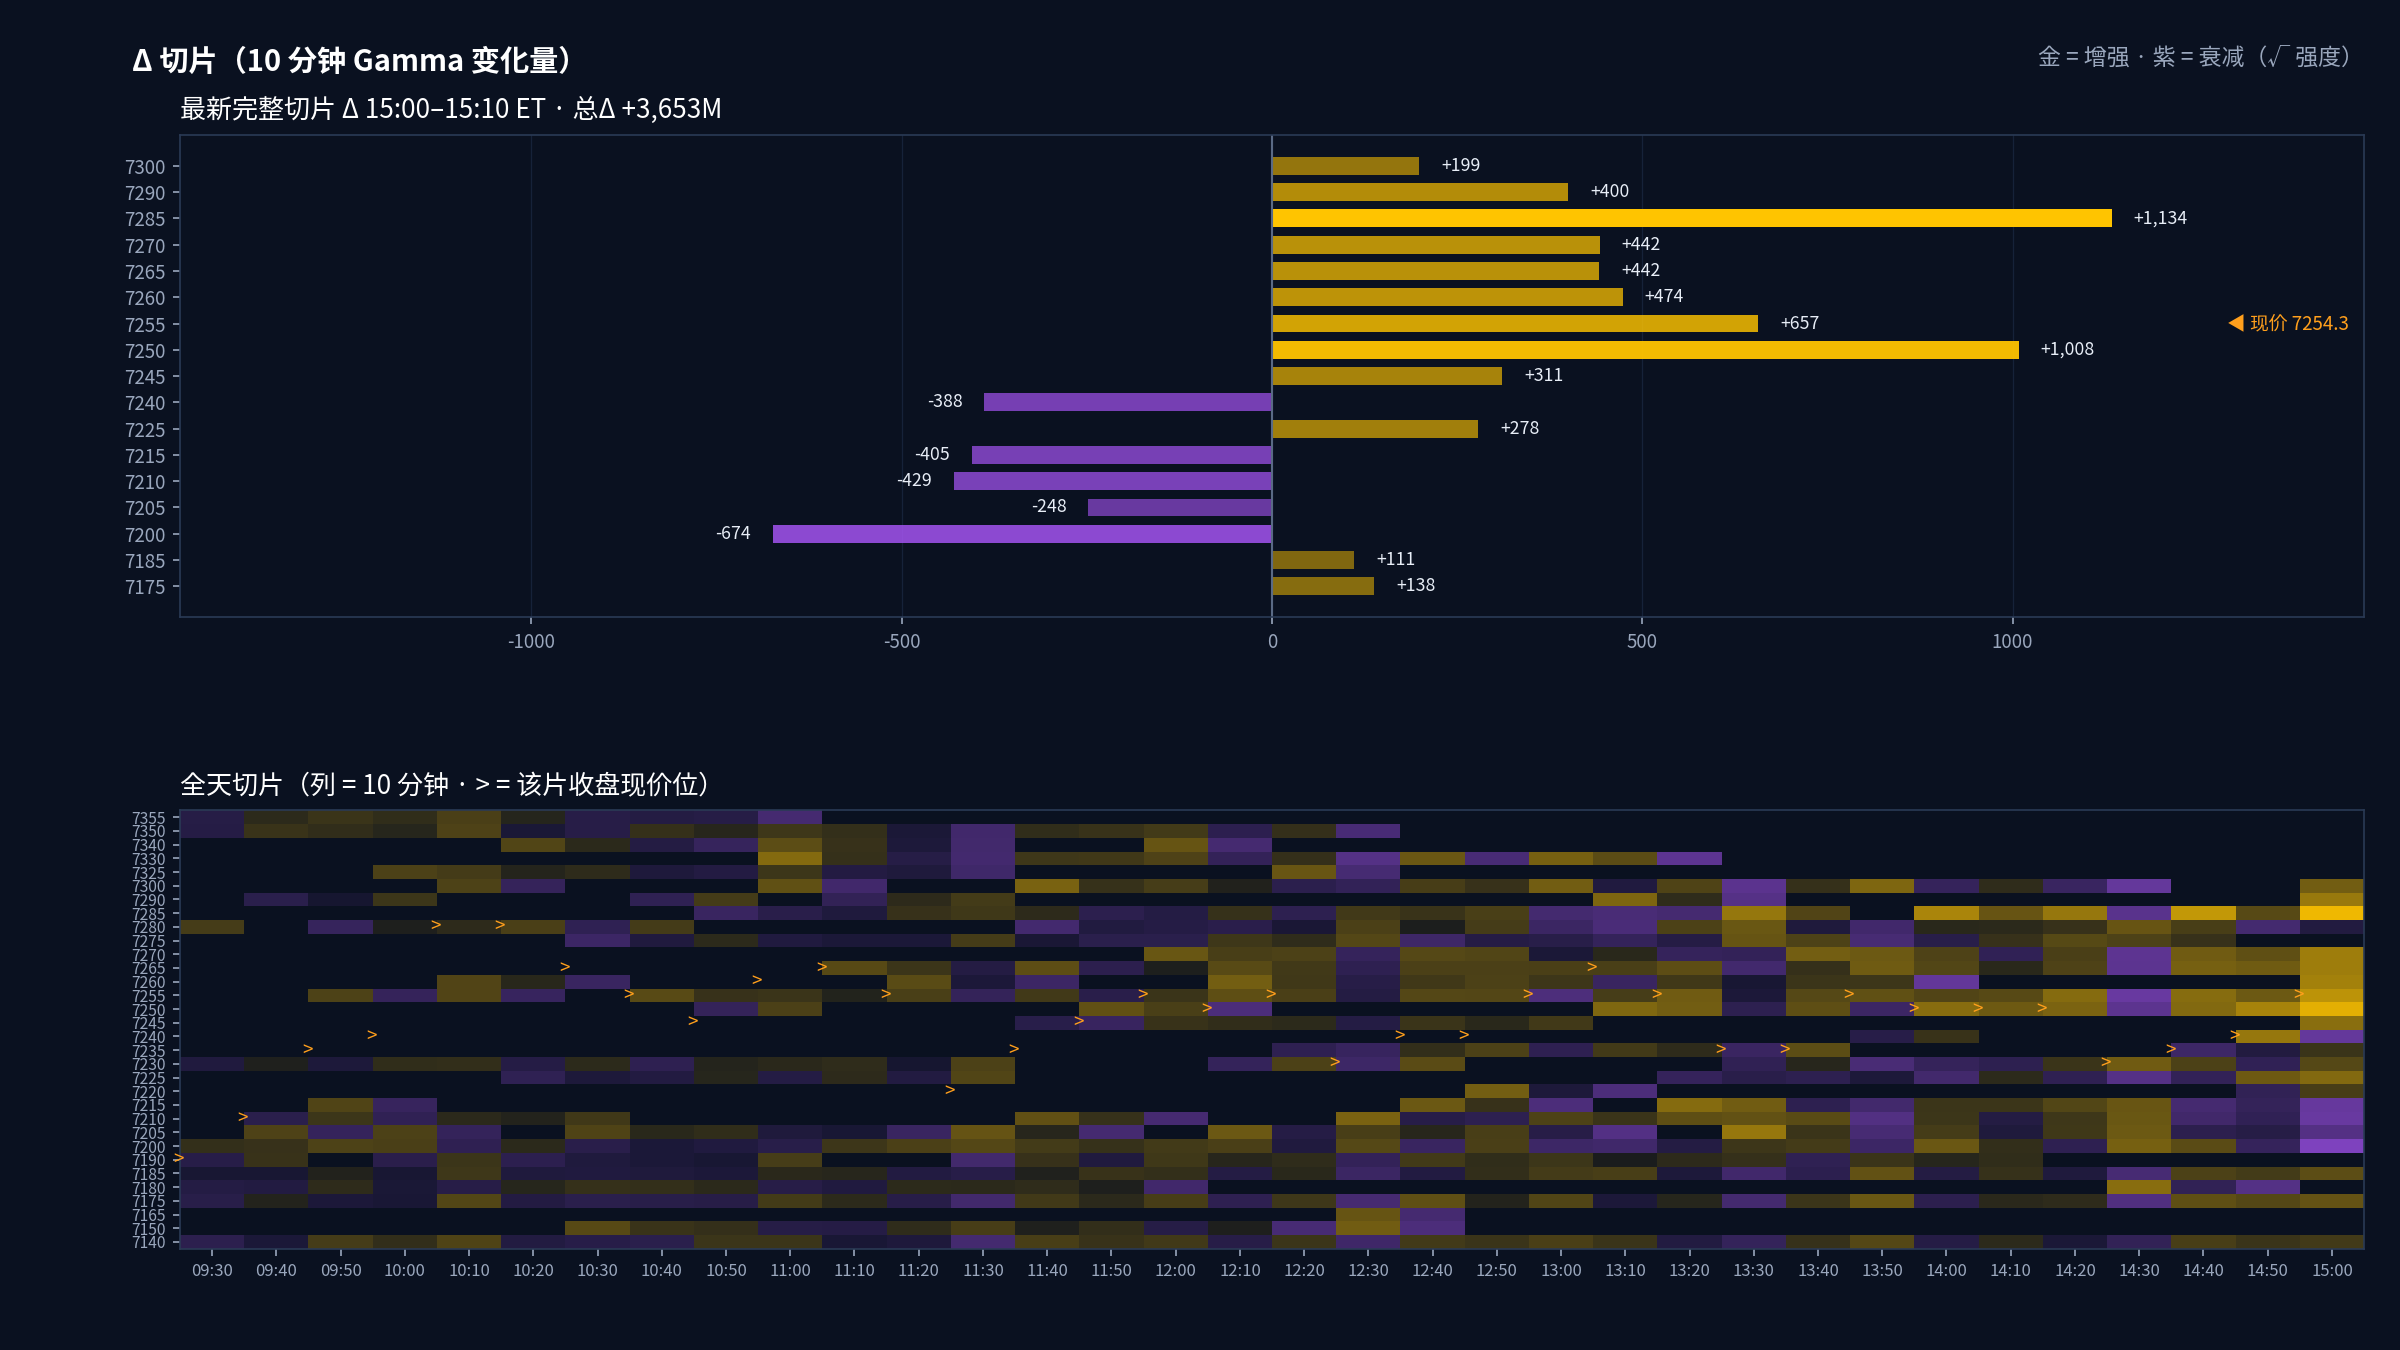 Δ 切片（10 分钟 Gamma 变化量）
金 = 增强 · 紫 = 衰减（√ 强度）
最新完整切片 Δ 15:00–15:10 ET · 总Δ +3,653M
7300 +199
7290 +400
7285 +1,134
7270 +442
7265 +442
7260 +474
7255 +657 ◀ 现价 7254.3
7250 +1,008
7245 +311
7240 -388
7225 +278
7215 -405
7210 -429
7205 -248
7200 -674
7185 +111
7175 +138
-1000 -500 0 500 1000
全天切片（列 = 10 分钟 · > = 该片收盘现价位）
7355
7350
7340
7330
7325
7300
7290
7285
7280 > >
7275
7270
7265 > > >
7260 >
7255 > > > > > > > >
7250 > > > >
7245 > >
7240 > > > >
7235 > > > > >
7230 > >
7225
7220 >
7215
7210 >
7205
7200
7190 >
7185
7180
7175
7165
7150
7140
09:30 09:40 09:50 10:00 10:10 10:20 10:30 10:40 10:50 11:00 11:10 11:20 11:30 11:40 11:50 12:00 12:10 12:20 12:30 12:40 12:50 13:00 13:10 13:20 13:30 13:40 13:50 14:00 14:10 14:20 14:30 14:40 14:50 15:00